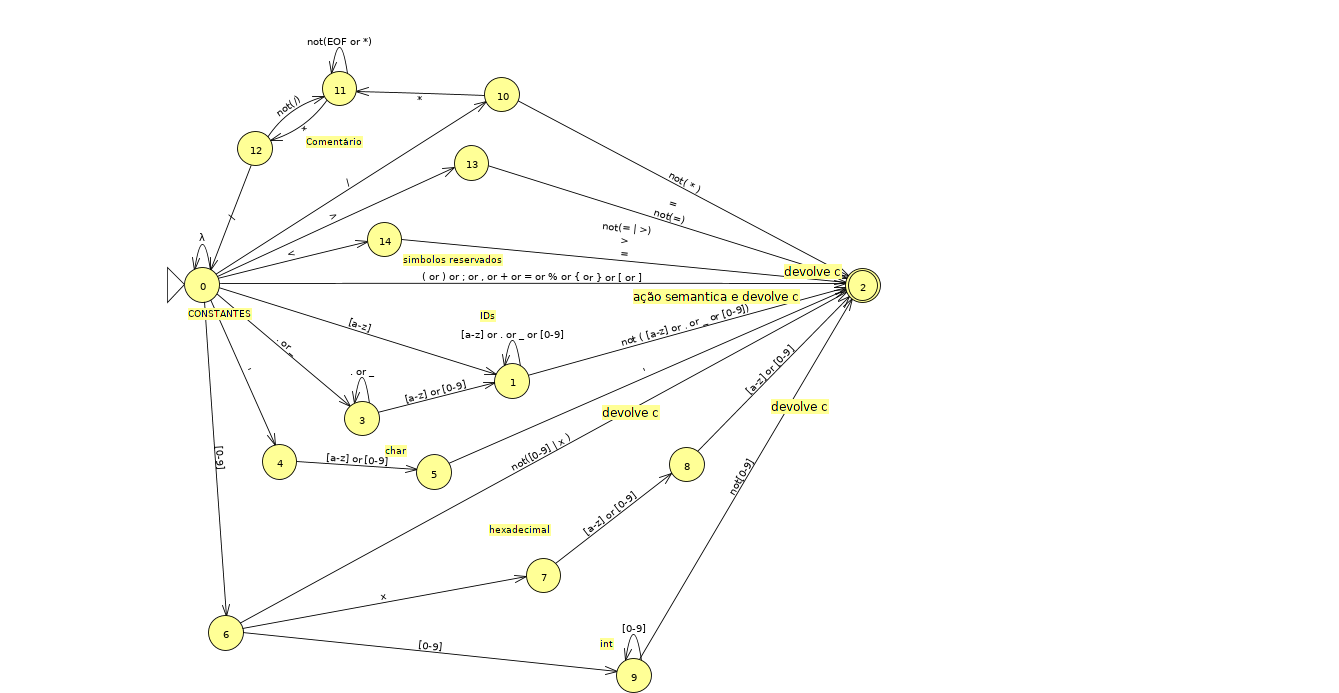 not(EOF or *)
11
10
*
not(/)
*
Comentário
12
13
/
not( * )
/
>
=
not(=)
λ
14
<
not(= | >)
>
=
simbolos reservados
( or ) or ; or , or + or = or % or { or } or [ or ]
devolve c
0
2
CONSTANTES
ação semantica e devolve c
IDs
[a-z]
not ( [a-z] or . or _ or [0-9])
[a-z] or . or _ or [0-9]
. or _
'
. or _
'
1
[a-z] or [0-9]
[a-z] or [0-9]
3
devolve c
devolve c
char
not([0-9] | x )
[0-9]
4
[a-z] or [0-9]
5
8
not[0-9]
hexadecimal
[a-z] or [0-9]
7
x
6
[0-9]
[0-9]
int
9